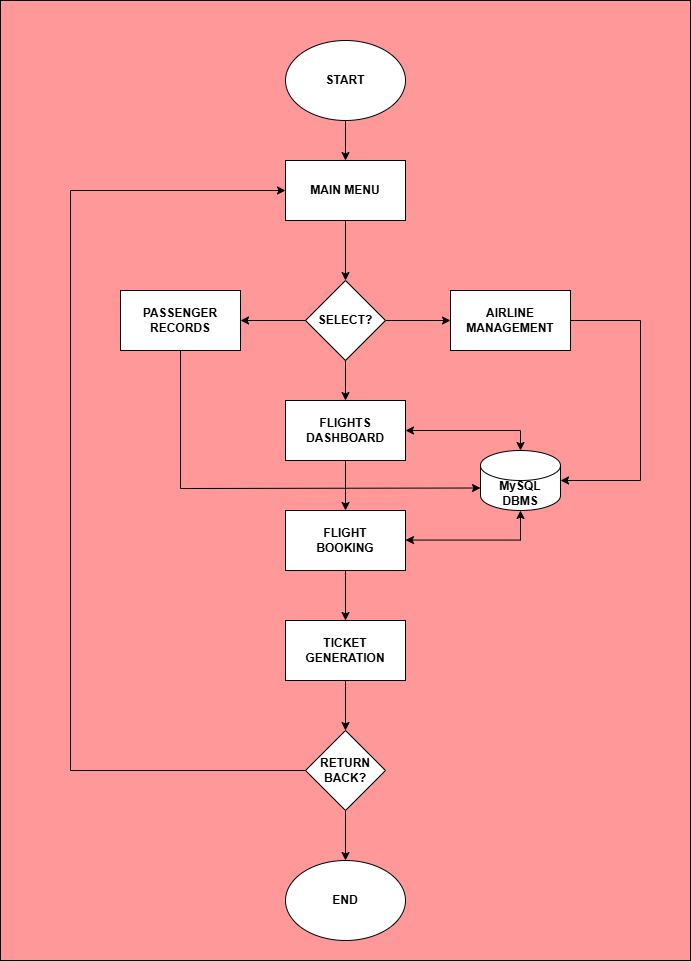 START
MAIN MENU
PASSENGER
RECORDS
SELECT?
AIRLINE
MANAGEMENT
FLIGHTS
DASHBOARD
MySQL
DBMS
FLIGHT
BOOKING
TICKET
GENERATION
RETURN
BACK?
END